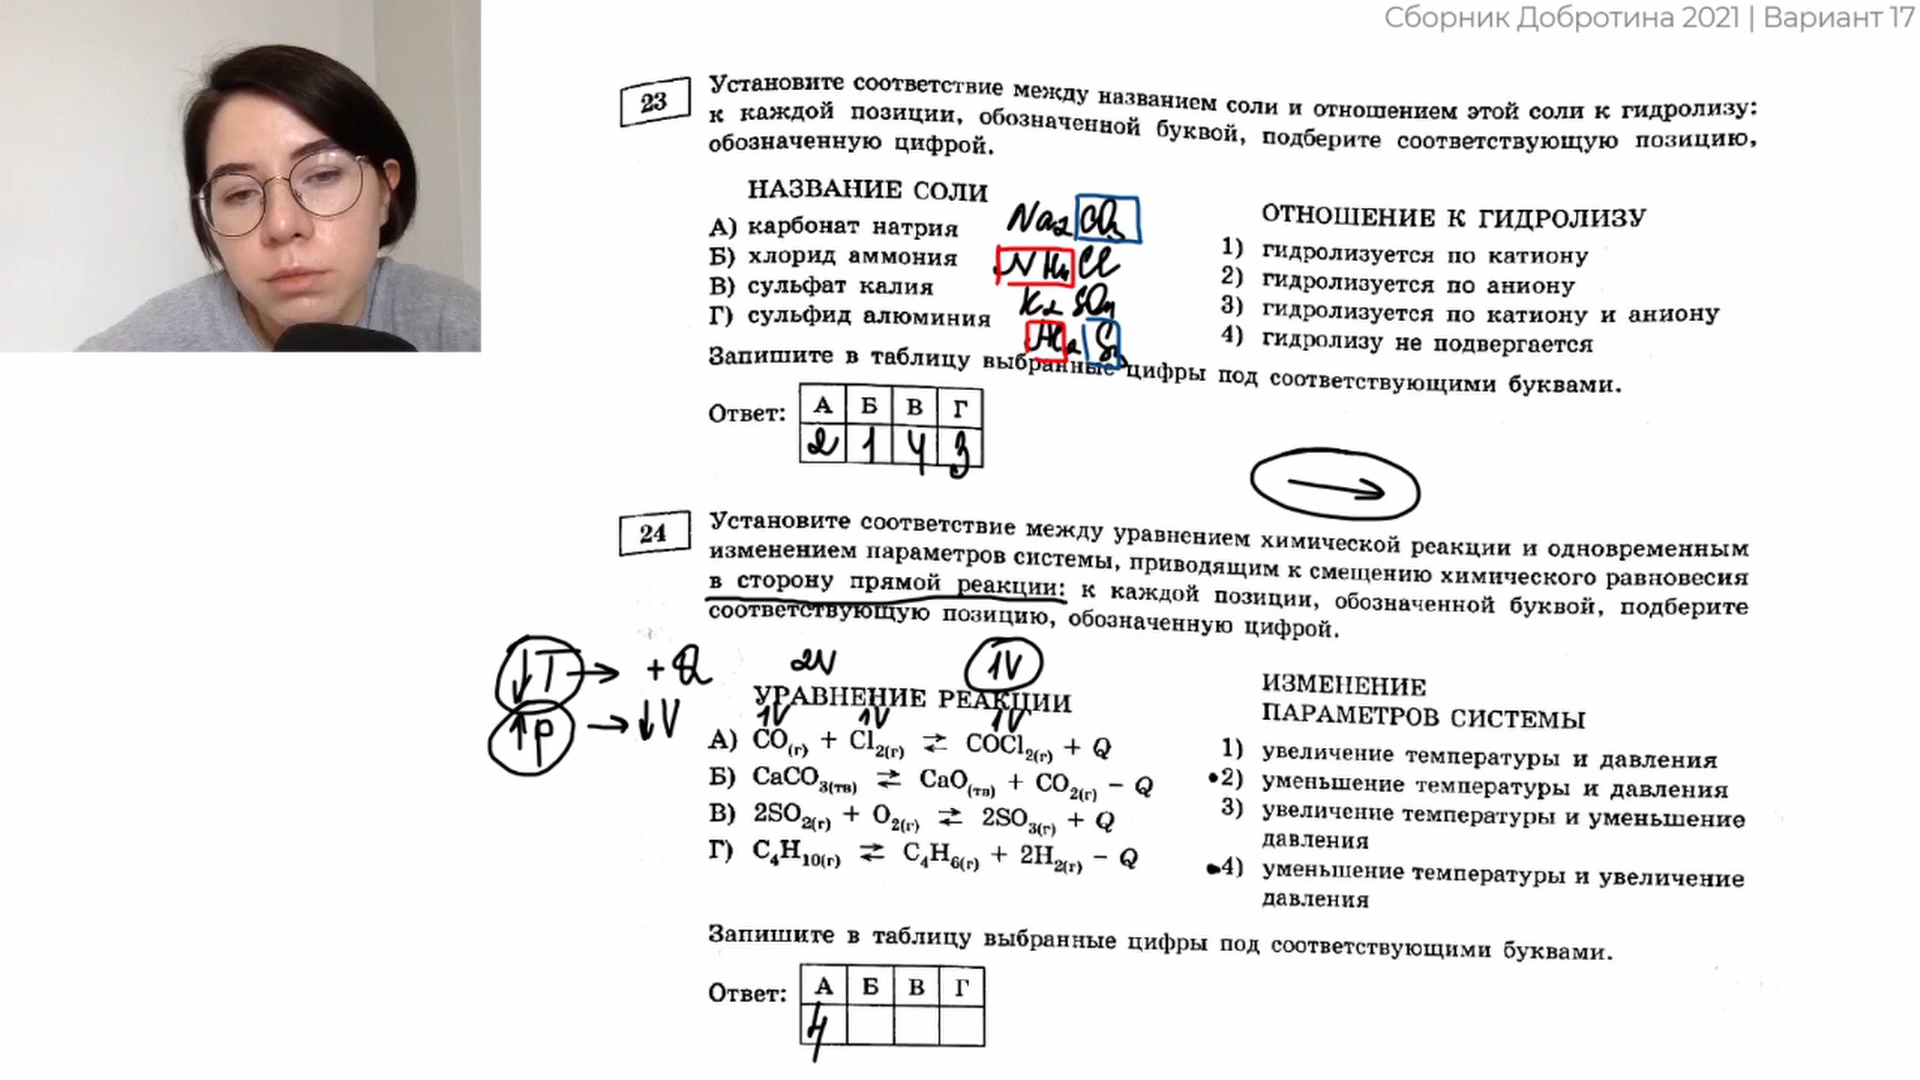 Сборник Добротина 2021 | Вариант 17
23
Установите соответствие между названием соли и отношением этой соли к гидролизу:
к каждой позиции, обозначенной буквой, подберите соответствующую позицию,
обозначенную цифрой.
НАЗВАНИЕ СОЛИ
А) карбонат натрия Na₂CO₃
Б) хлорид аммония NH₄Cl
В) сульфат калия K₂SO₄
Г) сульфид алюминия Al₂S₃
ОТНОШЕНИЕ К ГИДРОЛИЗУ
1) гидролизуется по катиону
2) гидролизуется по аниону
3) гидролизуется по катиону и аниону
4) гидролизу не подвергается
Запишите в таблицу выбранные цифры под соответствующими буквами.
Ответ:
А Б В Г
2 1 4 3
→
24
Установите соответствие между уравнением химической реакции и одновременным
изменением параметров системы, приводящим к смещению химического равновесия
в сторону прямой реакции: к каждой позиции, обозначенной буквой, подберите
соответствующую позицию, обозначенную цифрой.
↓T → +Q
↑p → ↓V
2V 1V
УРАВНЕНИЕ РЕАКЦИИ
1V 1V 1V
А) CO(г) + Cl₂(г) ⇄ COCl₂(г) + Q
Б) CaCO₃(тв) ⇄ CaO(тв) + CO₂(г) − Q
В) 2SO₂(г) + O₂(г) ⇄ 2SO₃(г) + Q
Г) C₄H₁₀(г) ⇄ C₄H₆(г) + 2H₂(г) − Q
ИЗМЕНЕНИЕ
ПАРАМЕТРОВ СИСТЕМЫ
1) увеличение температуры и давления
•2) уменьшение температуры и давления
3) увеличение температуры и уменьшение
давления
•4) уменьшение температуры и увеличение
давления
Запишите в таблицу выбранные цифры под соответствующими буквами.
Ответ:
А Б В Г
4